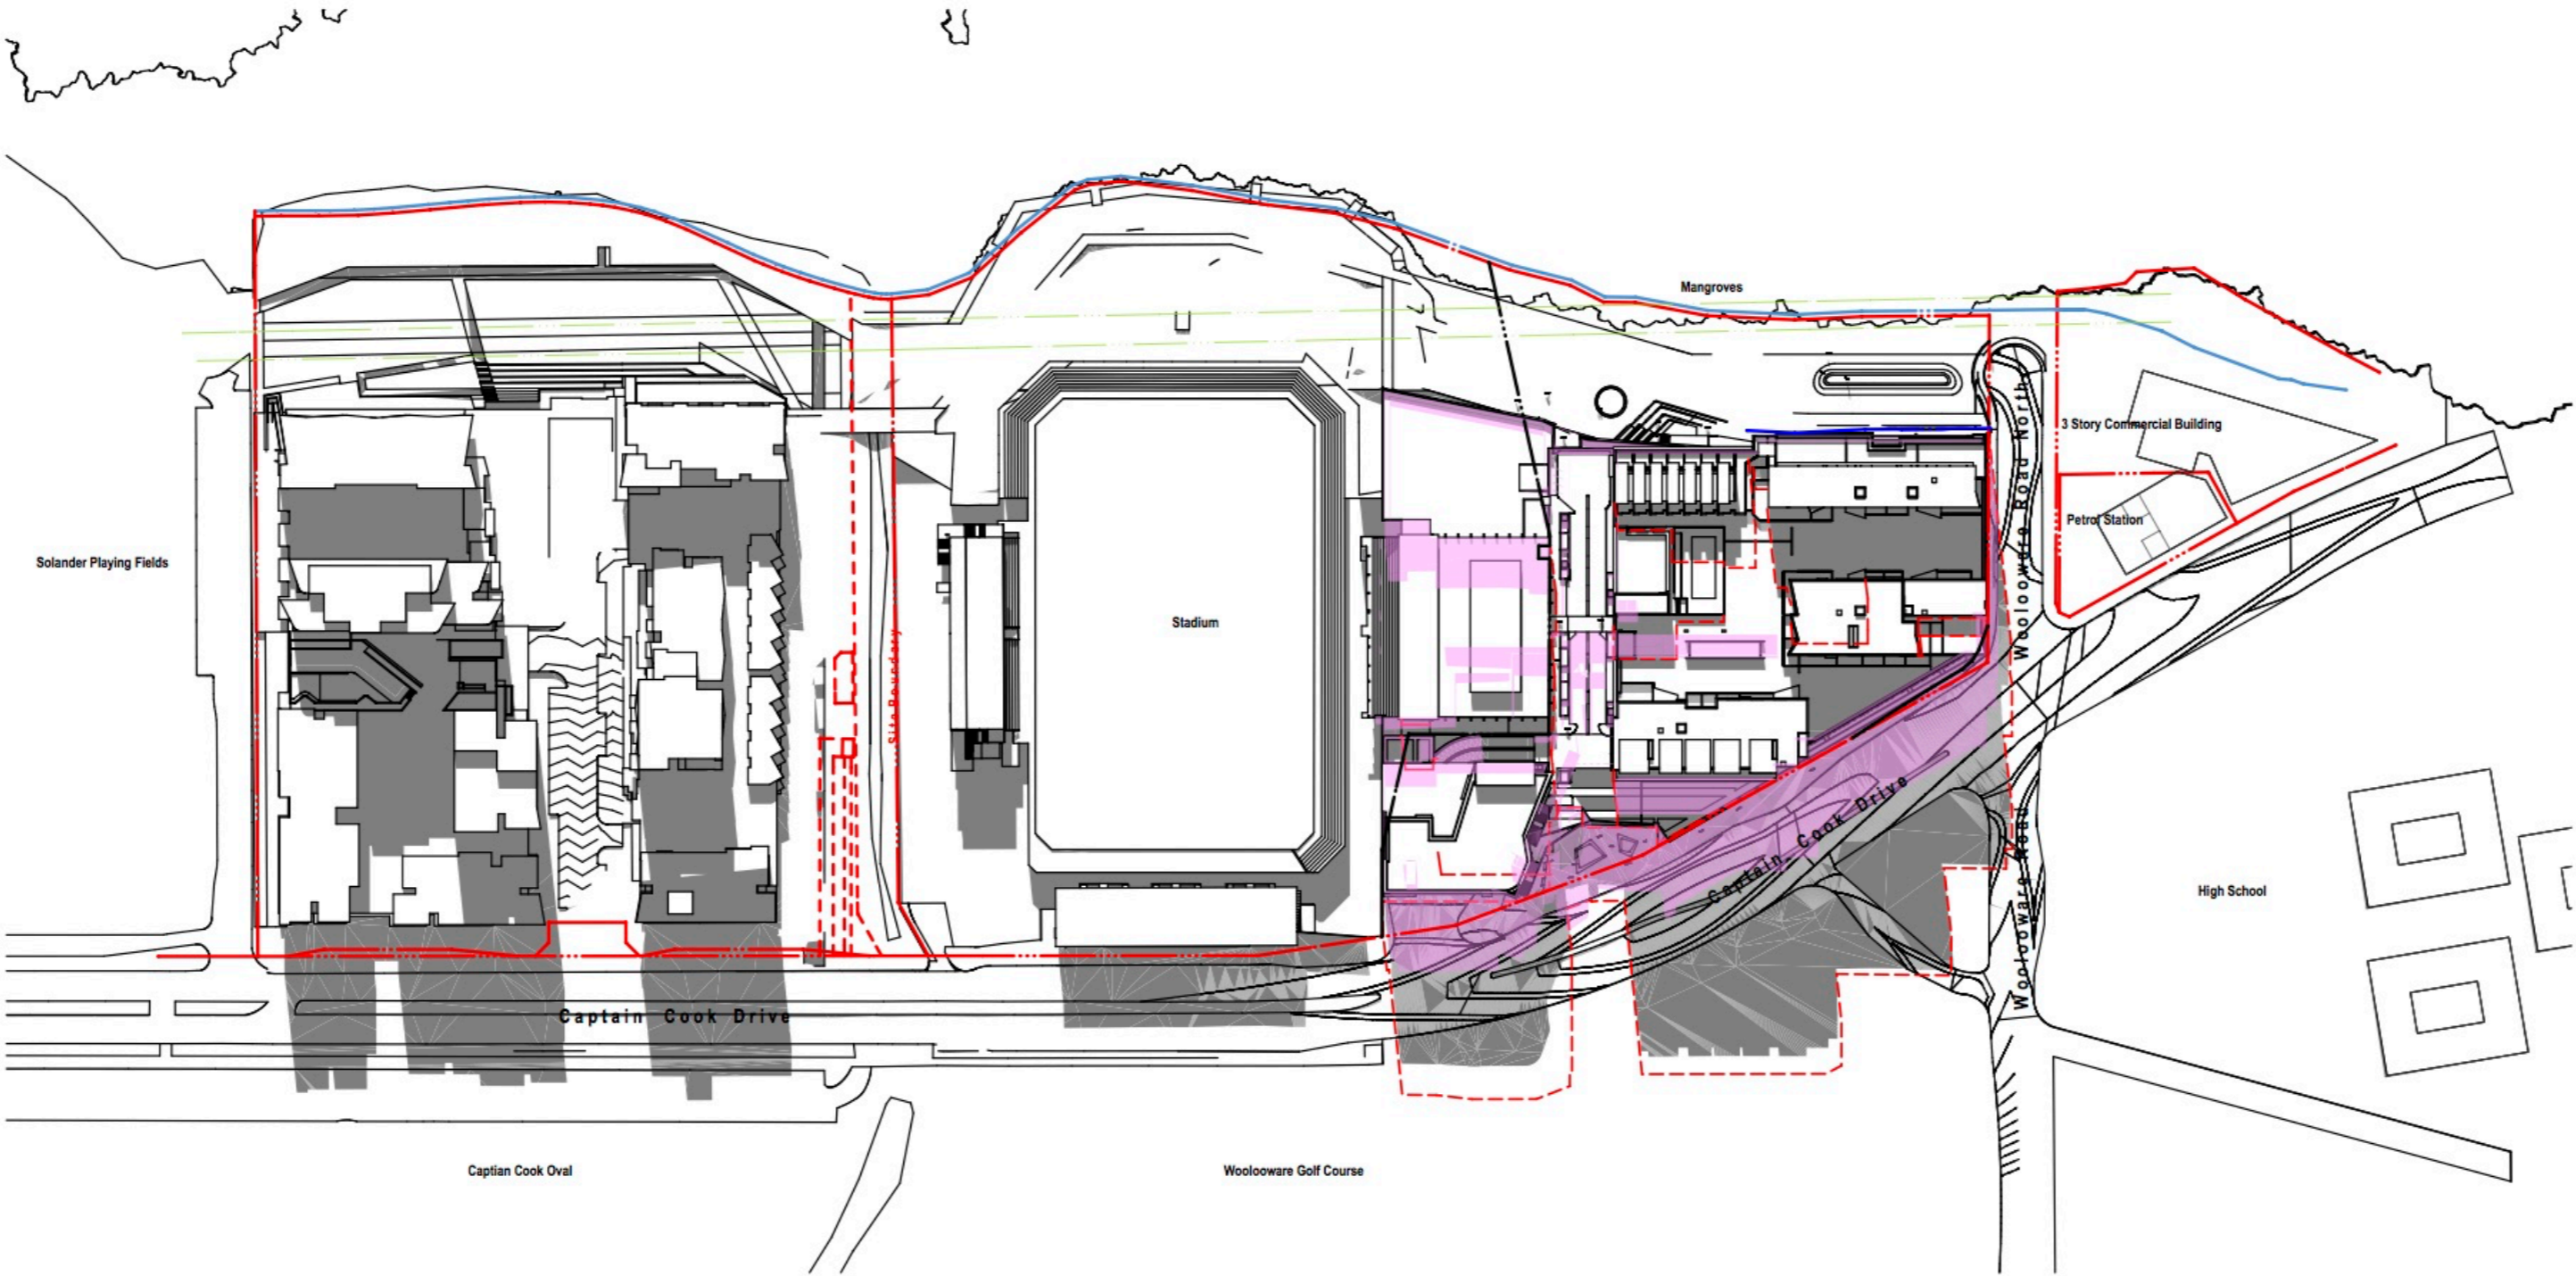 Mangroves
3 Story Commercial Building
Petrol Station
Woolooware Road North
Solander Playing Fields
Stadium
Site Boundary
Captain Cook Drive
Woolooware Road
High School
Captain Cook Drive
Captian Cook Oval
Woolooware Golf Course